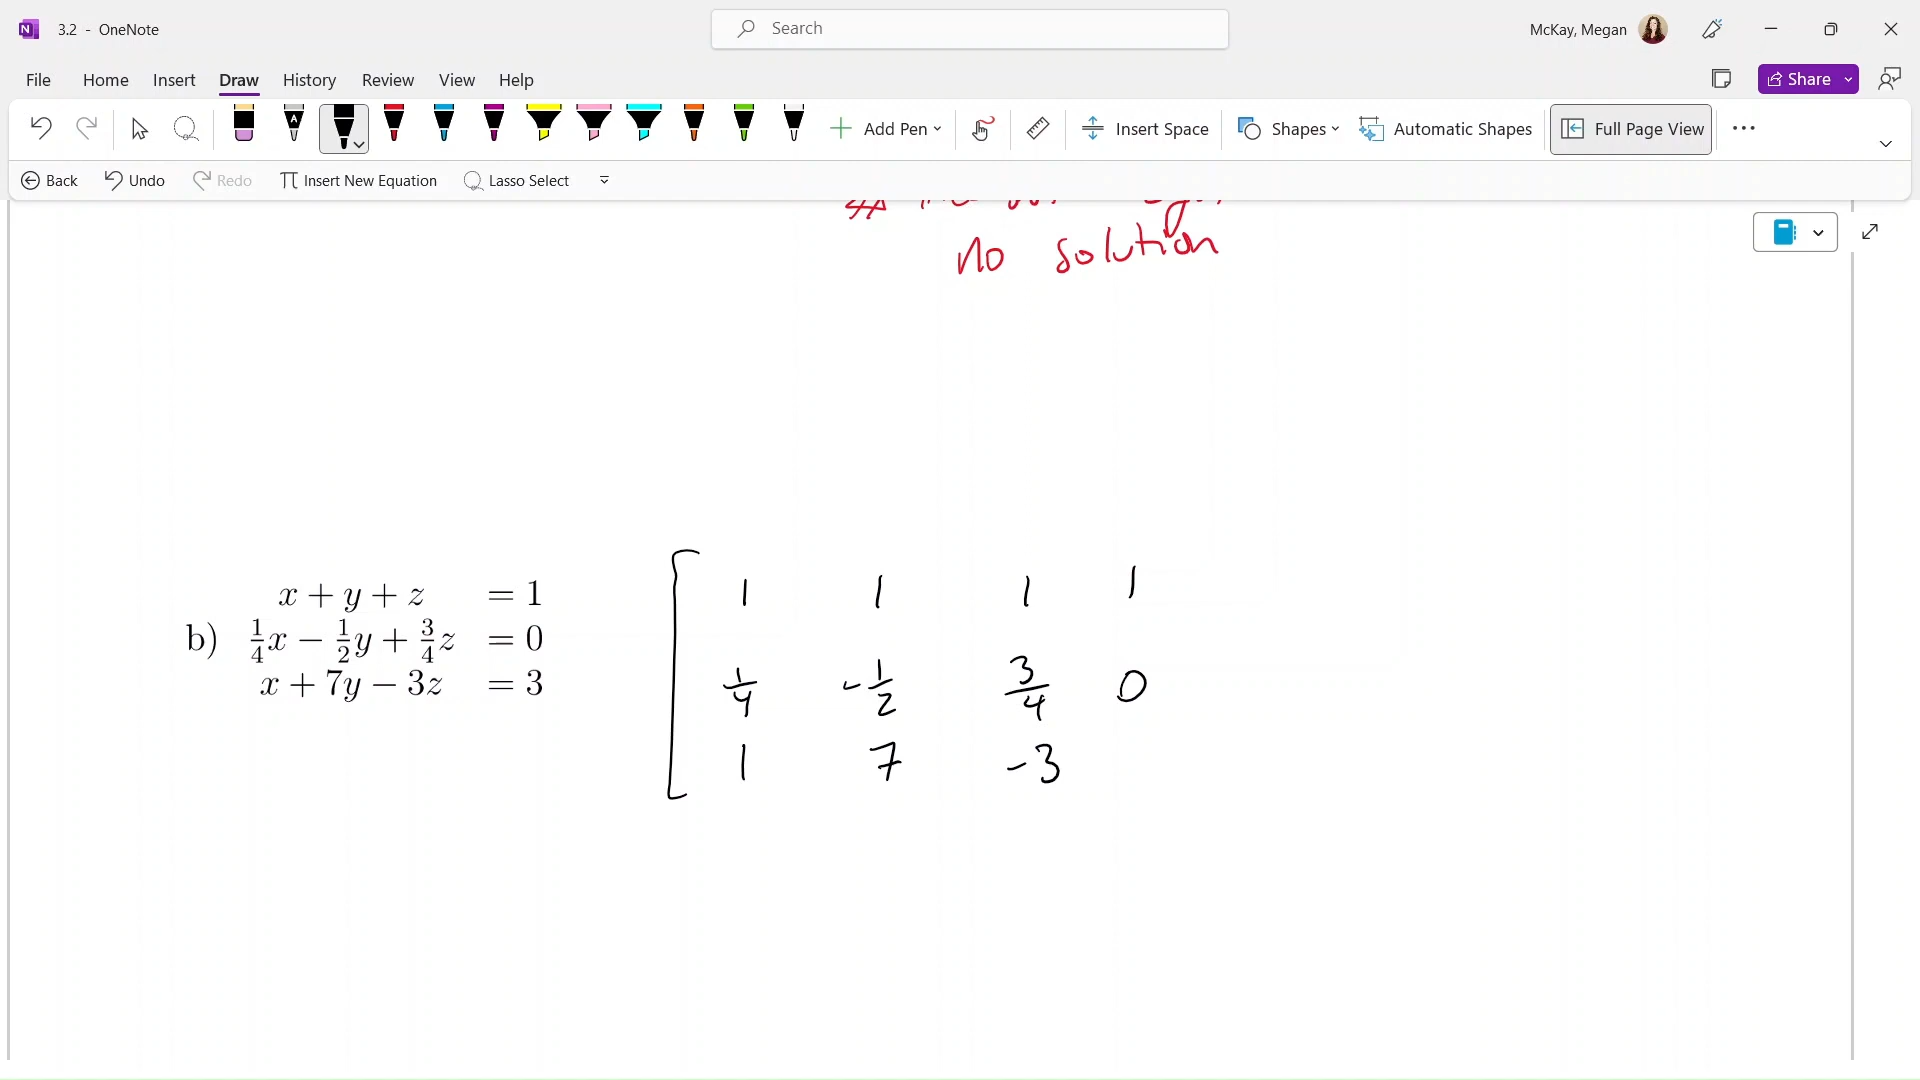 3.2 - OneNote
Search
McKay, Megan
File Home Insert Draw History Review View Help
Share
A
Add Pen
Insert Space
Shapes
Automatic Shapes
Full Page View
Back Undo Redo Insert New Equation Lasso Select
no solution
x + y + z = 1
b) 1/4x − 1/2y + 3/4z = 0
x + 7y − 3z = 3
1 1 1 1
1/4 -1/2 3/4 0
1 7 -3